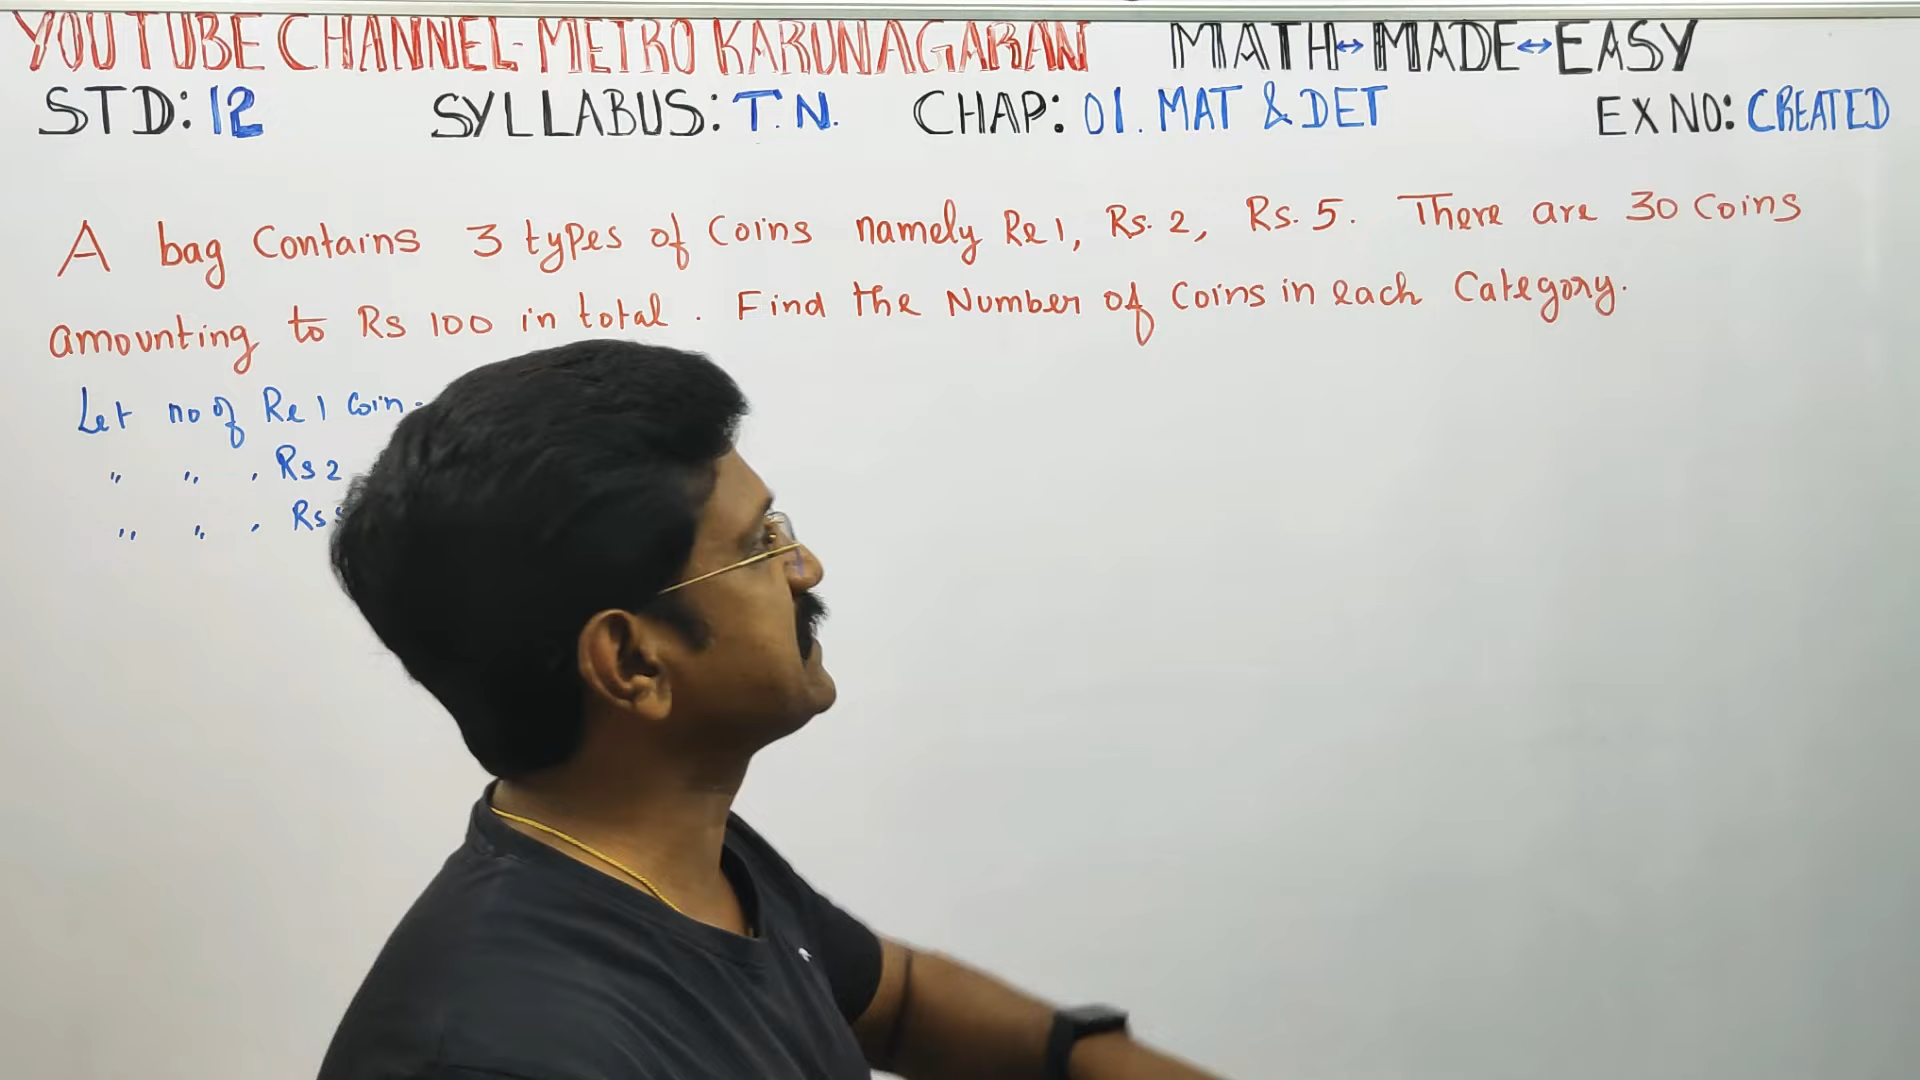 YOUTUBE CHANNEL-METRO KARUNAGARAN MATH↔MADE↔EASY
STD: 12 SYLLABUS: T.N. CHAP: 01. MAT & DET EX NO: CREATED
A bag Contains 3 types of Coins namely Re 1, Rs. 2, Rs. 5. There are 30 Coins
amounting to Rs 100 in total. Find the Number of Coins in each Category.
Let no of Re 1 Coin
" " , Rs 2
" " , Rs